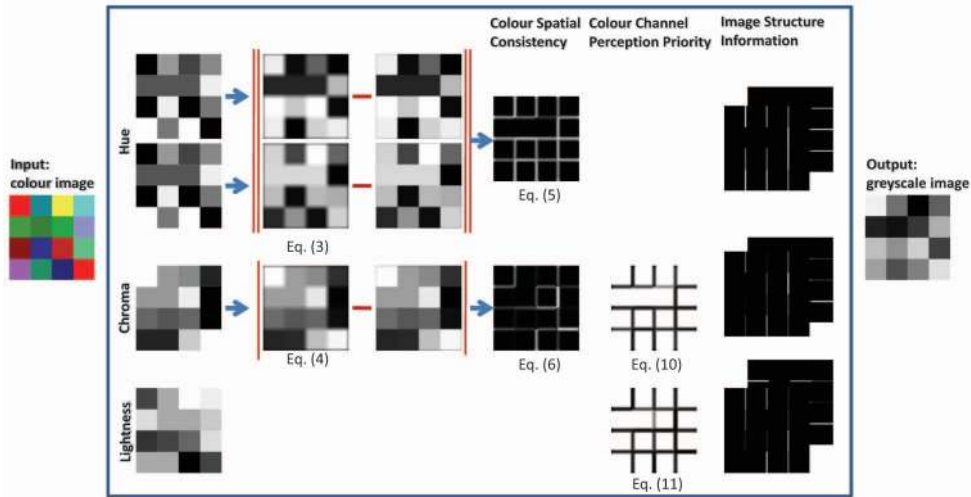 Colour Spatial
Consistency
Colour Channel
Perception Priority
Image Structure
Information
Input:
colour image
Hue
Eq. (3)
Eq. (5)
Output:
greyscale image
Chroma
Eq. (4)
Eq. (6)
Eq. (10)
Lightness
Eq. (11)